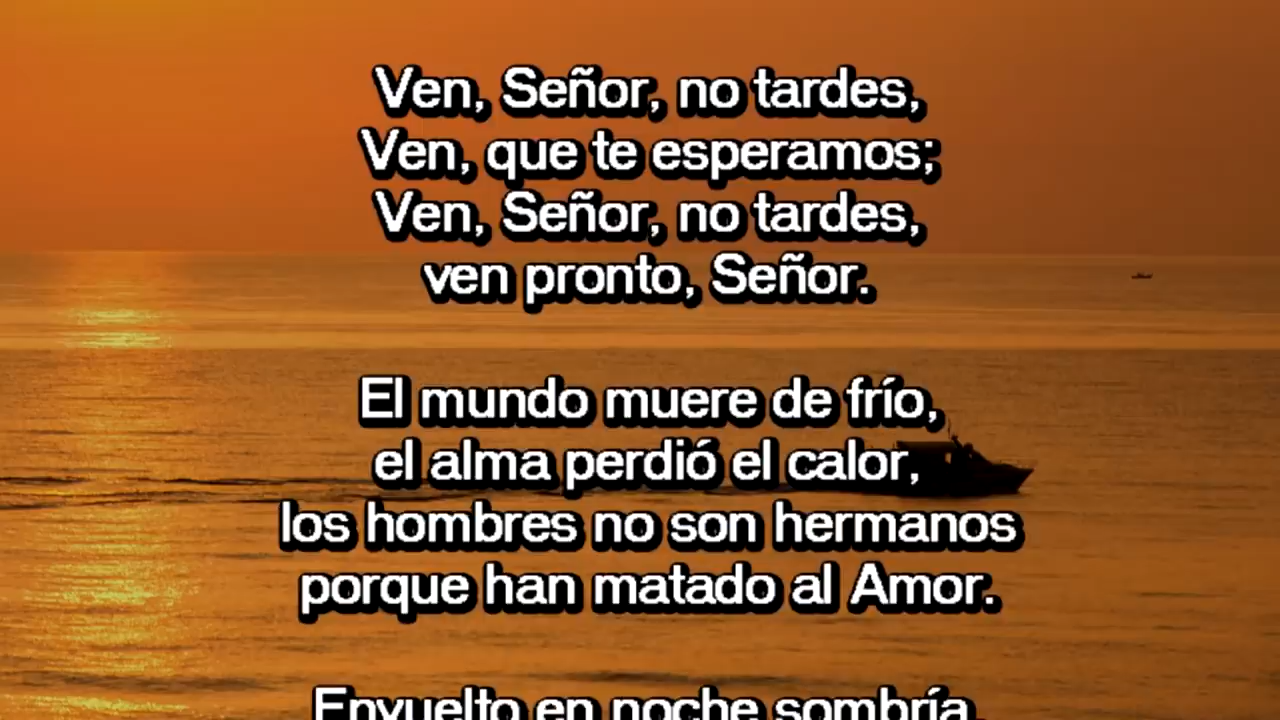 Ven, Señor, no tardes,
Ven, que te esperamos;
Ven, Señor, no tardes,
ven pronto, Señor.
El mundo muere de frío,
el alma perdió el calor,
los hombres no son hermanos
porque han matado al Amor.
Envuelto en noche sombría,